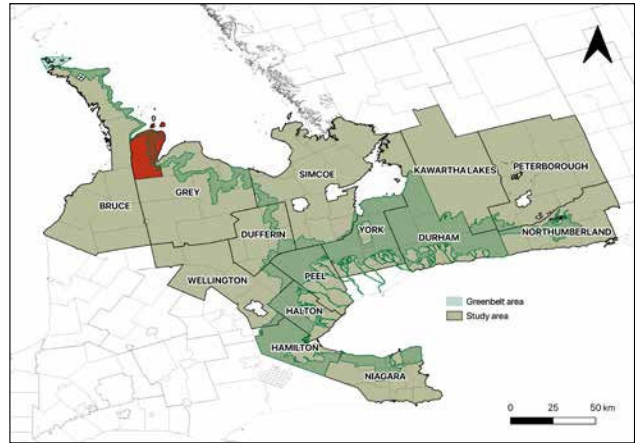 KAWARTHA LAKES
PETERBOROUGH
SIMCOE
BRUCE
GREY
DUFFERIN
YORK
DURHAM
NORTHUMBERLAND
WELLINGTON
PEEL
HALTON
HAMILTON
NIAGARA
Greenbelt area
Study area
0 25 50 km